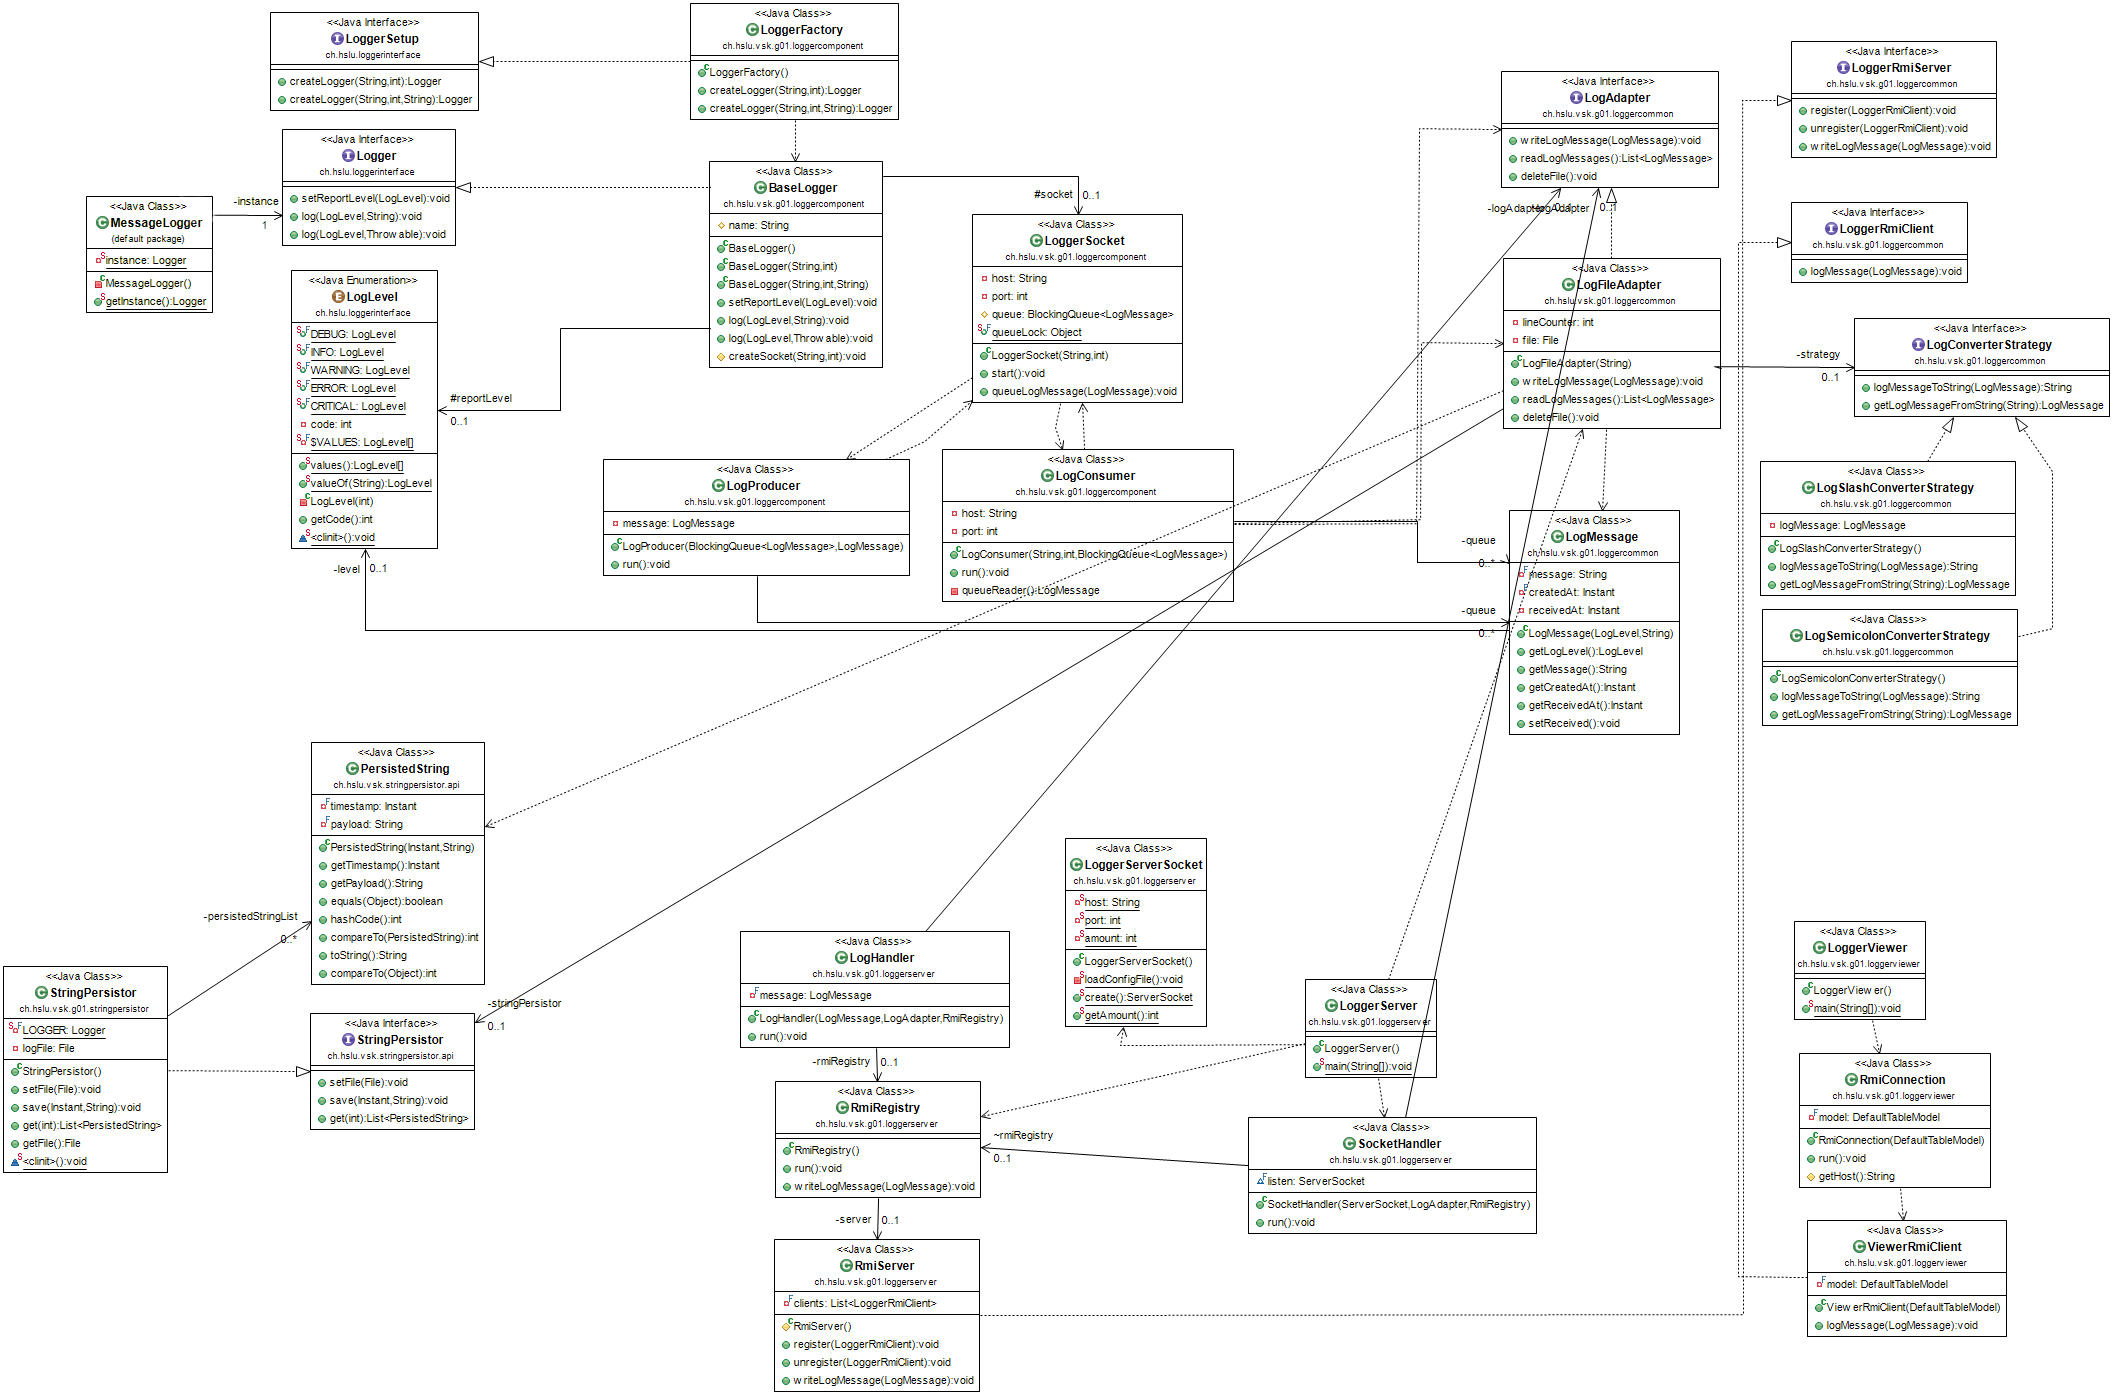 <<Java Interface>>
LoggerSetup
ch.hslu.loggerinterface
createLogger(String,int):Logger
createLogger(String,int,String):Logger
<<Java Class>>
LoggerFactory
ch.hslu.vsk.g01.loggercomponent
LoggerFactory()
createLogger(String,int):Logger
createLogger(String,int,String):Logger
<<Java Interface>>
Logger
ch.hslu.loggerinterface
setReportLevel(LogLevel):void
log(LogLevel,String):void
log(LogLevel,Throwable):void
<<Java Class>>
MessageLogger
(default package)
instance: Logger
MessageLogger()
getInstance():Logger
-instance
1
<<Java Class>>
BaseLogger
ch.hslu.vsk.g01.loggercomponent
name: String
BaseLogger()
BaseLogger(String,int)
BaseLogger(String,int,String)
setReportLevel(LogLevel):void
log(LogLevel,String):void
log(LogLevel,Throwable):void
createSocket(String,int):void
#socket
0..1
<<Java Class>>
LoggerSocket
ch.hslu.vsk.g01.loggercomponent
host: String
port: int
queue: BlockingQueue<LogMessage>
queueLock: Object
LoggerSocket(String,int)
start():void
queueLogMessage(LogMessage):void
<<Java Enumeration>>
LogLevel
ch.hslu.loggerinterface
DEBUG: LogLevel
INFO: LogLevel
WARNING: LogLevel
ERROR: LogLevel
CRITICAL: LogLevel
code: int
$VALUES: LogLevel[]
values():LogLevel[]
valueOf(String):LogLevel
LogLevel(int)
getCode():int
<clinit>():void
#reportLevel
0..1
-level
0..1
<<Java Class>>
LogProducer
ch.hslu.vsk.g01.loggercomponent
message: LogMessage
LogProducer(BlockingQueue<LogMessage>,LogMessage)
run():void
<<Java Class>>
LogConsumer
ch.hslu.vsk.g01.loggercomponent
host: String
port: int
LogConsumer(String,int,BlockingQueue<LogMessage>)
run():void
queueReader():LogMessage
<<Java Interface>>
LogAdapter
ch.hslu.vsk.g01.loggercommon
writeLogMessage(LogMessage):void
readLogMessages():List<LogMessage>
deleteFile():void
-logAdapter
0..1
-logAdapter
0..1
<<Java Class>>
LogFileAdapter
ch.hslu.vsk.g01.loggercommon
lineCounter: int
file: File
LogFileAdapter(String)
writeLogMessage(LogMessage):void
readLogMessages():List<LogMessage>
deleteFile():void
<<Java Interface>>
LoggerRmiServer
ch.hslu.vsk.g01.loggercommon
register(LoggerRmiClient):void
unregister(LoggerRmiClient):void
writeLogMessage(LogMessage):void
<<Java Interface>>
LoggerRmiClient
ch.hslu.vsk.g01.loggercommon
logMessage(LogMessage):void
-strategy
0..1
<<Java Interface>>
LogConverterStrategy
ch.hslu.vsk.g01.loggercommon
logMessageToString(LogMessage):String
getLogMessageFromString(String):LogMessage
<<Java Class>>
LogSlashConverterStrategy
ch.hslu.vsk.g01.loggercommon
logMessage: LogMessage
LogSlashConverterStrategy()
logMessageToString(LogMessage):String
getLogMessageFromString(String):LogMessage
<<Java Class>>
LogSemicolonConverterStrategy
ch.hslu.vsk.g01.loggercommon
LogSemicolonConverterStrategy()
logMessageToString(LogMessage):String
getLogMessageFromString(String):LogMessage
-queue
0..*
-queue
0..*
<<Java Class>>
LogMessage
ch.hslu.vsk.g01.loggercommon
message: String
createdAt: Instant
receivedAt: Instant
LogMessage(LogLevel,String)
getLogLevel():LogLevel
getMessage():String
getCreatedAt():Instant
getReceivedAt():Instant
setReceived():void
<<Java Class>>
PersistedString
ch.hslu.vsk.stringpersistor.api
timestamp: Instant
payload: String
PersistedString(Instant,String)
getTimestamp():Instant
getPayload():String
equals(Object):boolean
hashCode():int
compareTo(PersistedString):int
toString():String
compareTo(Object):int
-persistedStringList
0..*
<<Java Class>>
StringPersistor
ch.hslu.vsk.g01.stringpersistor
LOGGER: Logger
logFile: File
StringPersistor()
setFile(File):void
save(Instant,String):void
get(int):List<PersistedString>
getFile():File
<clinit>():void
-stringPersistor
0..1
<<Java Interface>>
StringPersistor
ch.hslu.vsk.stringpersistor.api
setFile(File):void
save(Instant,String):void
get(int):List<PersistedString>
<<Java Class>>
LogHandler
ch.hslu.vsk.g01.loggerserver
message: LogMessage
LogHandler(LogMessage,LogAdapter,RmiRegistry)
run():void
-rmiRegistry
0..1
<<Java Class>>
RmiRegistry
ch.hslu.vsk.g01.loggerserver
RmiRegistry()
run():void
writeLogMessage(LogMessage):void
-server
0..1
<<Java Class>>
RmiServer
ch.hslu.vsk.g01.loggerserver
clients: List<LoggerRmiClient>
RmiServer()
register(LoggerRmiClient):void
unregister(LoggerRmiClient):void
writeLogMessage(LogMessage):void
<<Java Class>>
LoggerServerSocket
ch.hslu.vsk.g01.loggerserver
host: String
port: int
amount: int
LoggerServerSocket()
loadConfigFile():void
create():ServerSocket
getAmount():int
<<Java Class>>
LoggerServer
ch.hslu.vsk.g01.loggerserver
LoggerServer()
main(String[]):void
~rmiRegistry
0..1
<<Java Class>>
SocketHandler
ch.hslu.vsk.g01.loggerserver
listen: ServerSocket
SocketHandler(ServerSocket,LogAdapter,RmiRegistry)
run():void
<<Java Class>>
LoggerViewer
ch.hslu.vsk.g01.loggerviewer
LoggerViewer()
main(String[]):void
<<Java Class>>
RmiConnection
ch.hslu.vsk.g01.loggerviewer
model: DefaultTableModel
RmiConnection(DefaultTableModel)
run():void
getHost():String
<<Java Class>>
ViewerRmiClient
ch.hslu.vsk.g01.loggerviewer
model: DefaultTableModel
ViewerRmiClient(DefaultTableModel)
logMessage(LogMessage):void